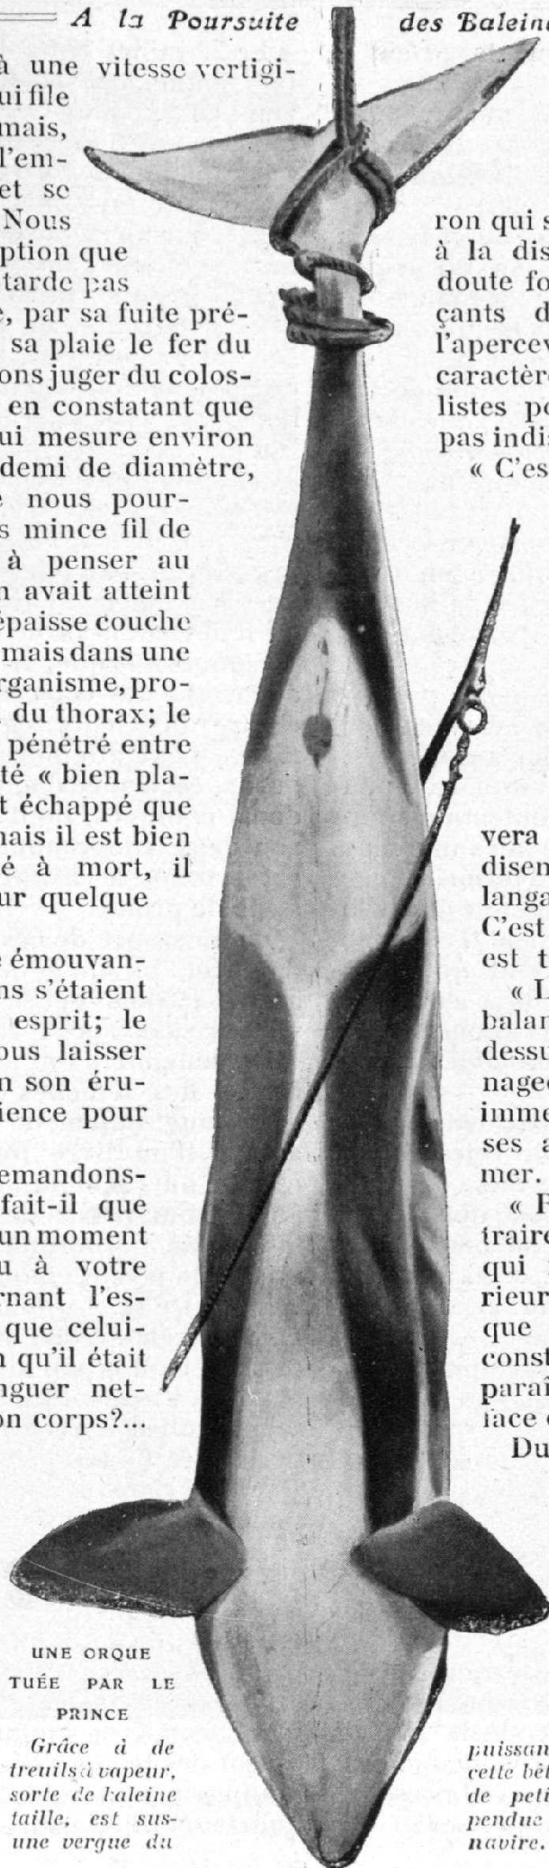 A la Poursuite des Baleine
à une vitesse vertigi-
ui file
mais,
l'em-
et se
Nous
ption que
tarde pas
e, par sa fuite pré-
sa plaie le fer du
ons juger du colos-
en constatant que
ui mesure environ
demi de diamètre,
e nous pour-
s mince fil de
à penser au
n avait atteint
épaisse couche
mais dans une
rganisme, pro-
du thorax; le
pénétré entre
té « bien pla-
t échappé que
mais il est bien
é à mort, il
ur quelque
e émouvan-
ns s'étaient
esprit; le
ous laisser
n son éru-
ience pour
emandons-
fait-il que
un moment
u à votre
rnant l'es-
que celui-
n qu'il était
nguer net-
on corps?...
ron qui s
à la dis
doute fo
çants d
l'apercev
caractère
listes po
pas indi
« C'es
vera
disen
langa
C'est
est t
« L
balan
dessu
nagec
imme
ses a
mer.
« F
traire
qui
rieur
que
const
paraî
face
Du
UNE ORQUE
TUÉE PAR LE
PRINCE
Grâce à de puissan
treuils à vapeur, cette bêt
sorte de baleine de peti
taille, est sus- pendue
une vergue du navire.